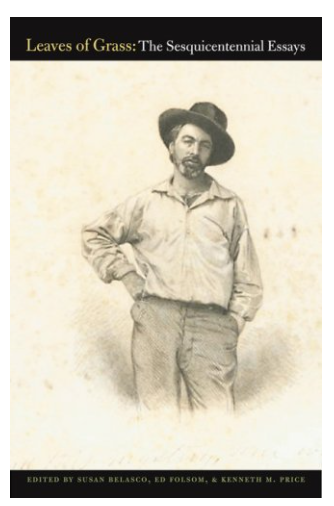 Leaves of Grass: The Sesquicentennial Essays
EDITED BY SUSAN BELASCO, ED FOLSOM, & KENNETH M. PRICE